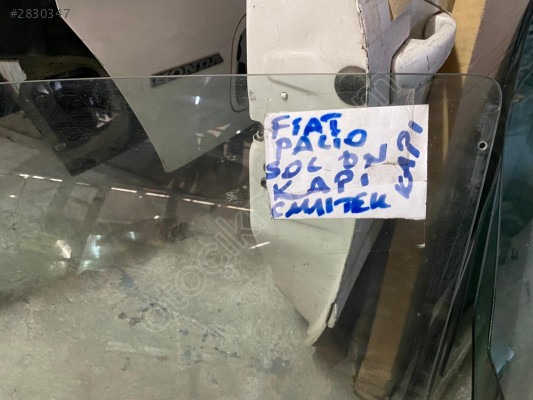 #2830347
HONDA
FIAT
PALIO
SOL ÖN
KAPI
CAMI TEK
KAPI